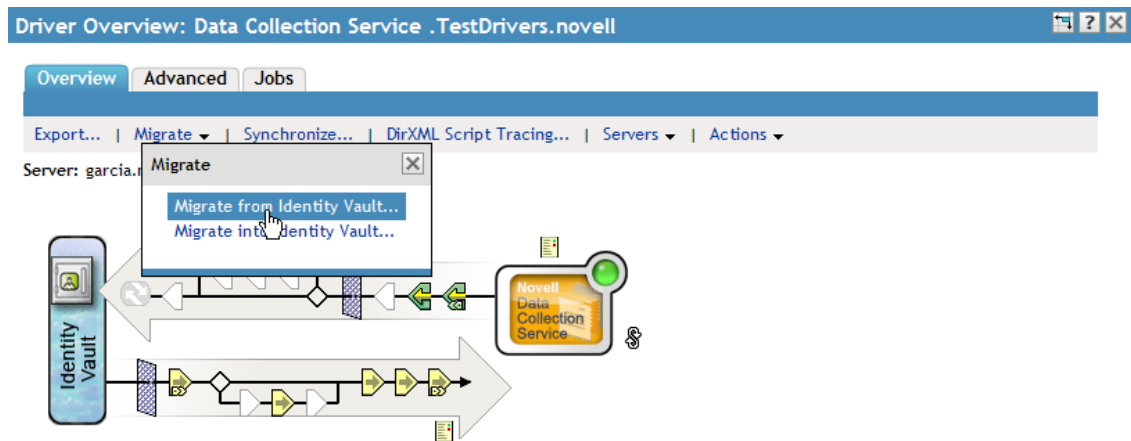 Driver Overview: Data Collection Service .TestDrivers.novell
Overview Advanced Jobs
Export... | Migrate | Synchronize... | DirXML Script Tracing... | Servers | Actions
Server: garcia.
Migrate
Migrate from Identity Vault...
Migrate into Identity Vault...
Identity
Vault
Novell
Data
Collection
Service